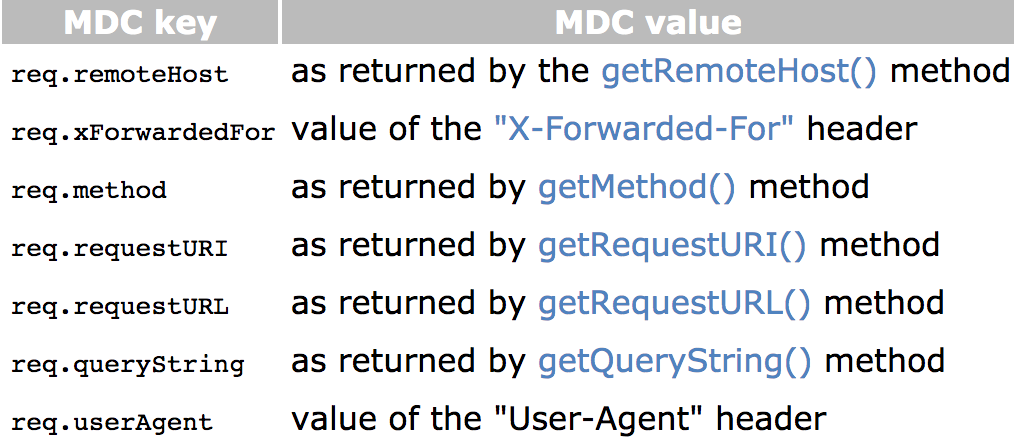 MDC key MDC value
req.remoteHost as returned by the getRemoteHost() method
req.xForwardedFor value of the "X-Forwarded-For" header
req.method as returned by getMethod() method
req.requestURI as returned by getRequestURI() method
req.requestURL as returned by getRequestURL() method
req.queryString as returned by getQueryString() method
req.userAgent value of the "User-Agent" header